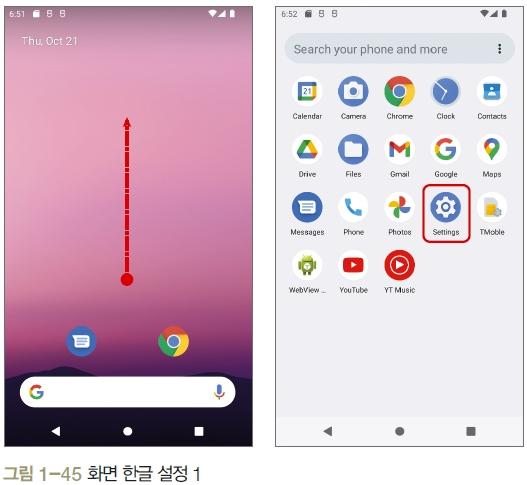 6:51
Thu, Oct 21
6:52
Search your phone and more
Calendar
Camera
Chrome
Clock
Contacts
Drive
Files
Gmail
Google
Maps
Messages
Phone
Photos
Settings
TMoble
WebView ...
YouTube
YT Music
그림 1-45 화면 한글 설정 1